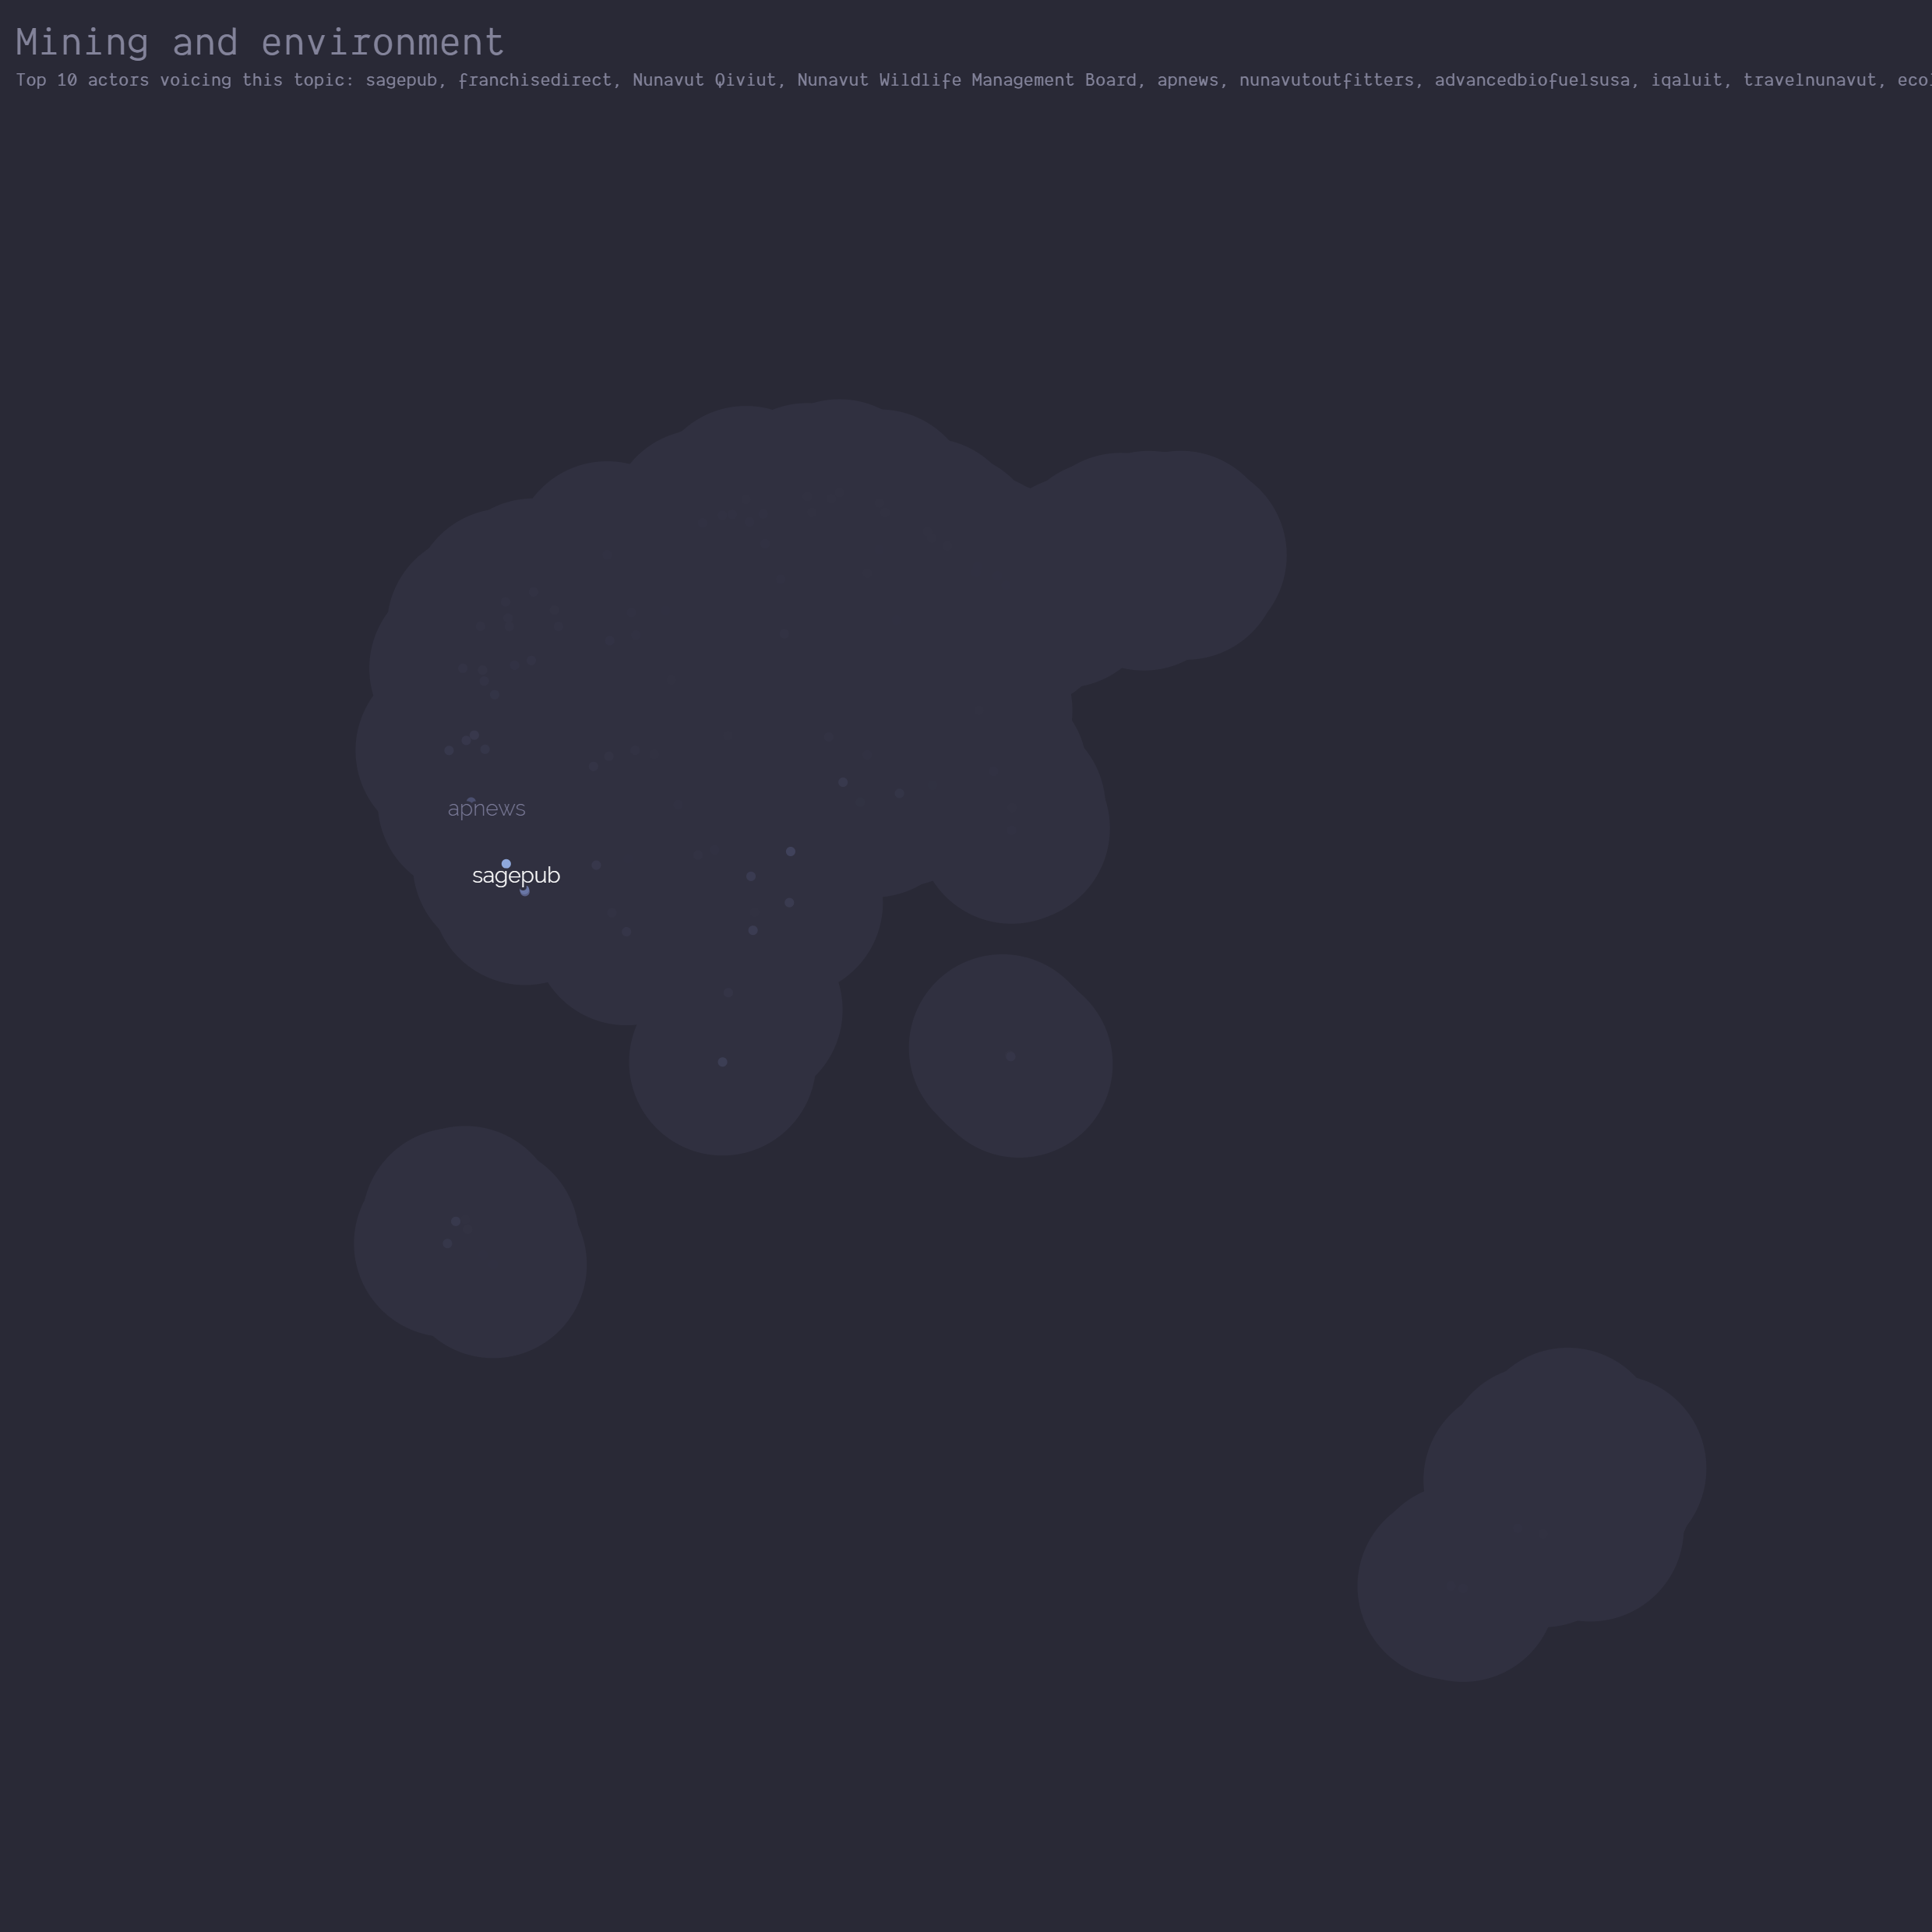 Mining and environment
Top 10 actors voicing this topic: sagepub, franchisedirect, Nunavut Qiviut, Nunavut Wildlife Management Board, apnews, nunavutoutfitters, advancedbiofuelsusa, iqaluit, travelnunavut, eco
apnews
sagepub